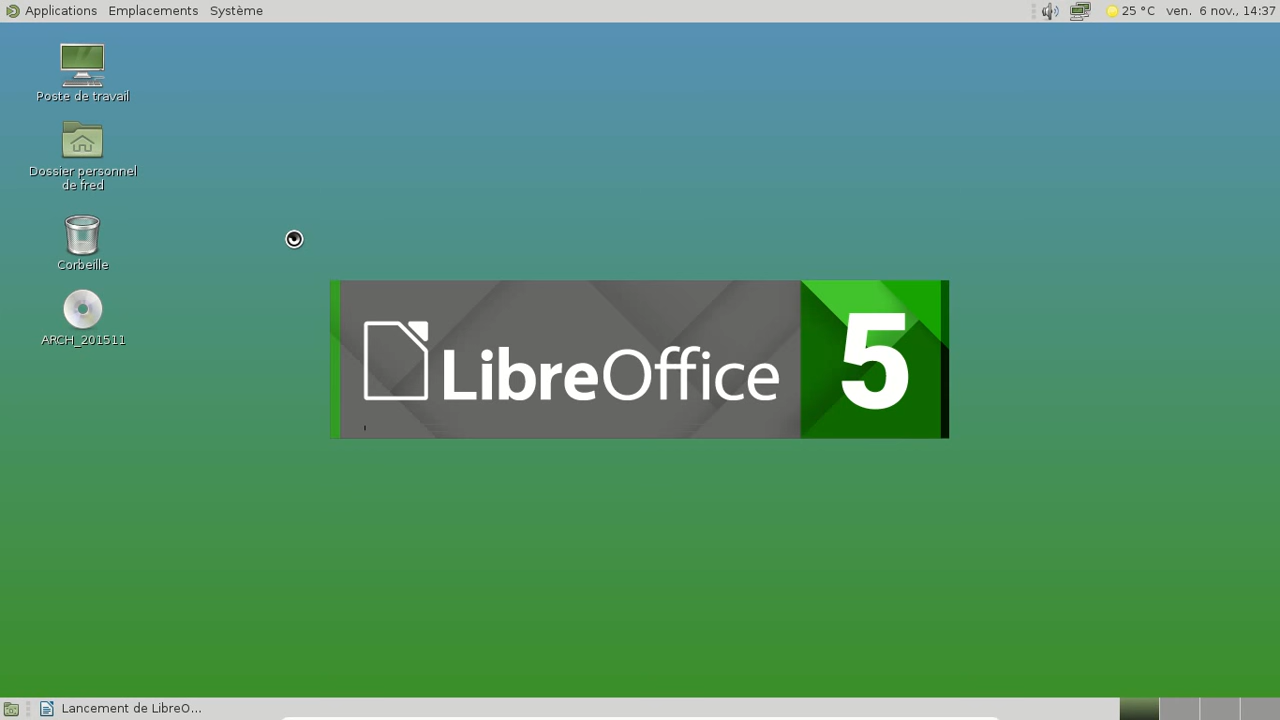 Applications Emplacements Système
25 °C ven. 6 nov., 14:37
Poste de travail
Dossier personnel
de fred
Corbeille
ARCH_201511
LibreOffice 5
Lancement de LibreO...